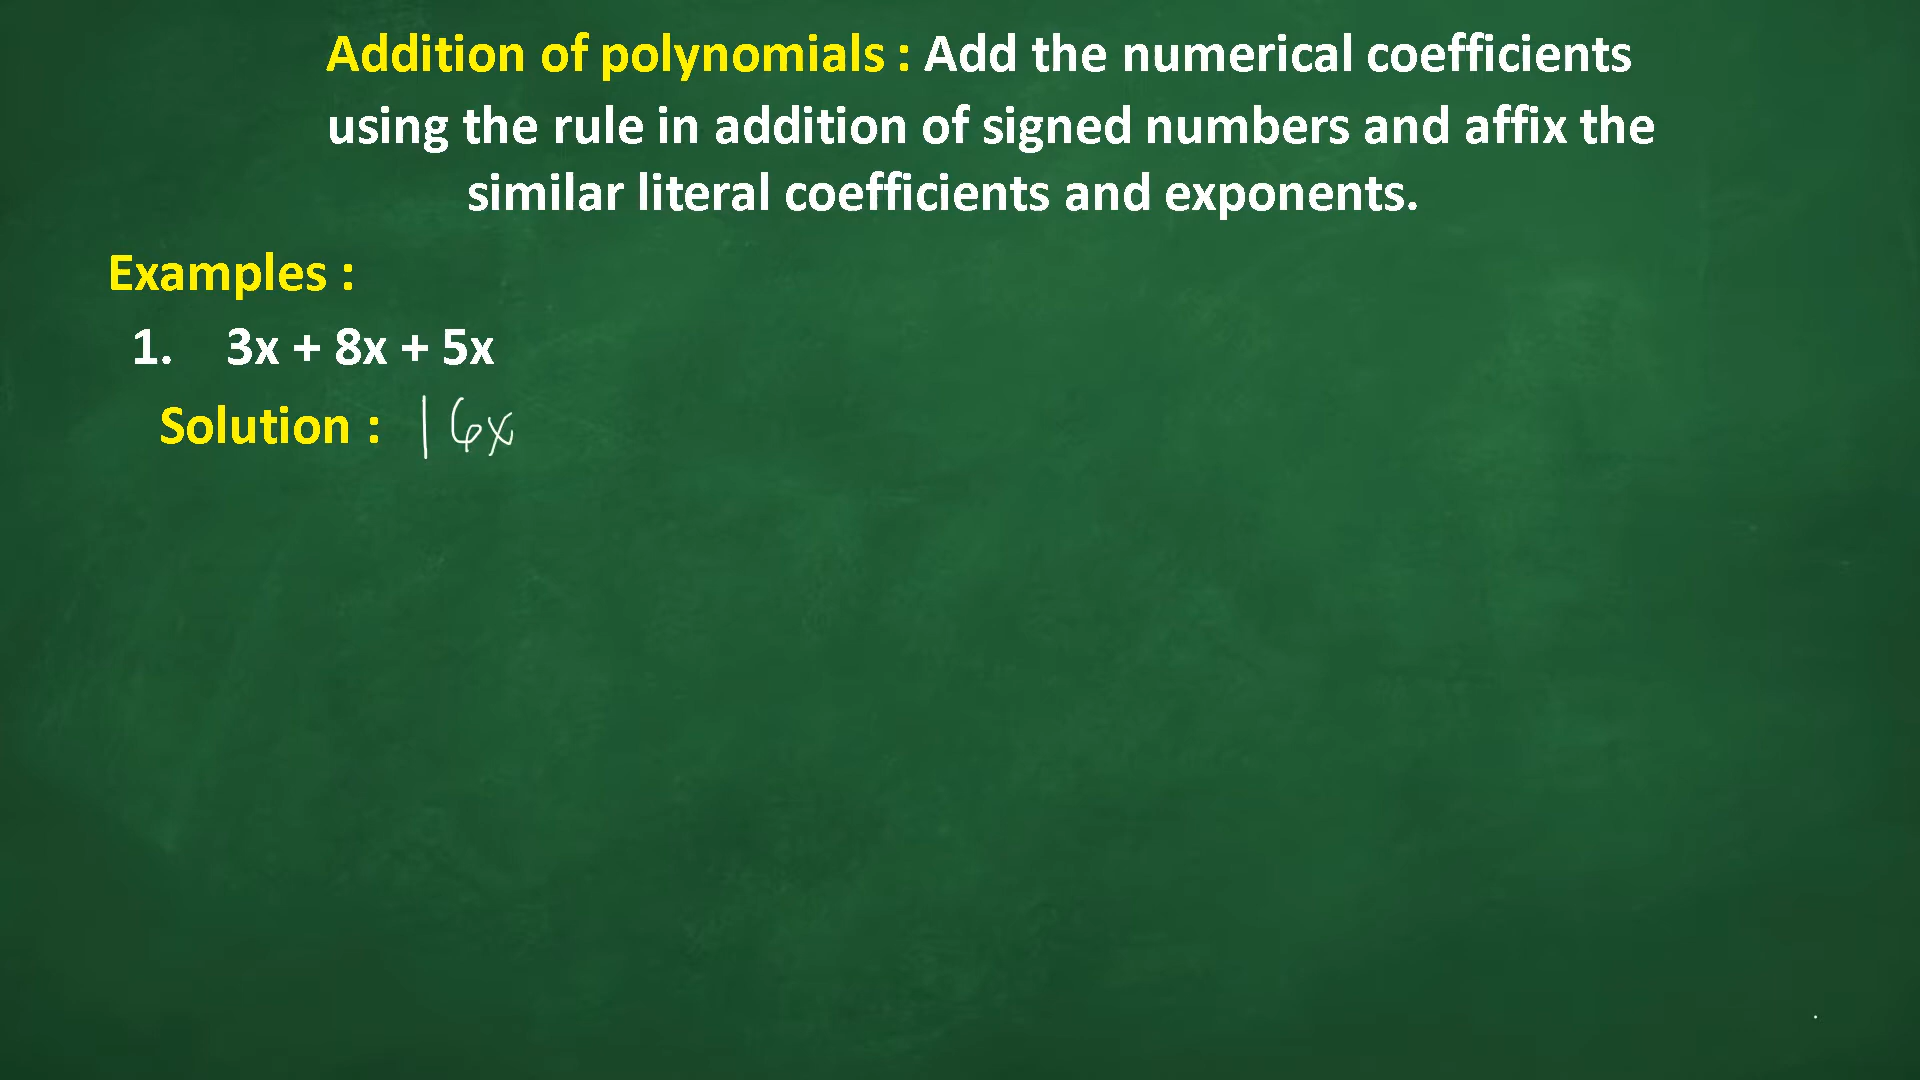 Addition of polynomials : Add the numerical coefficients
using the rule in addition of signed numbers and affix the
similar literal coefficients and exponents.
Examples :
1. 3x + 8x + 5x
Solution : 16x